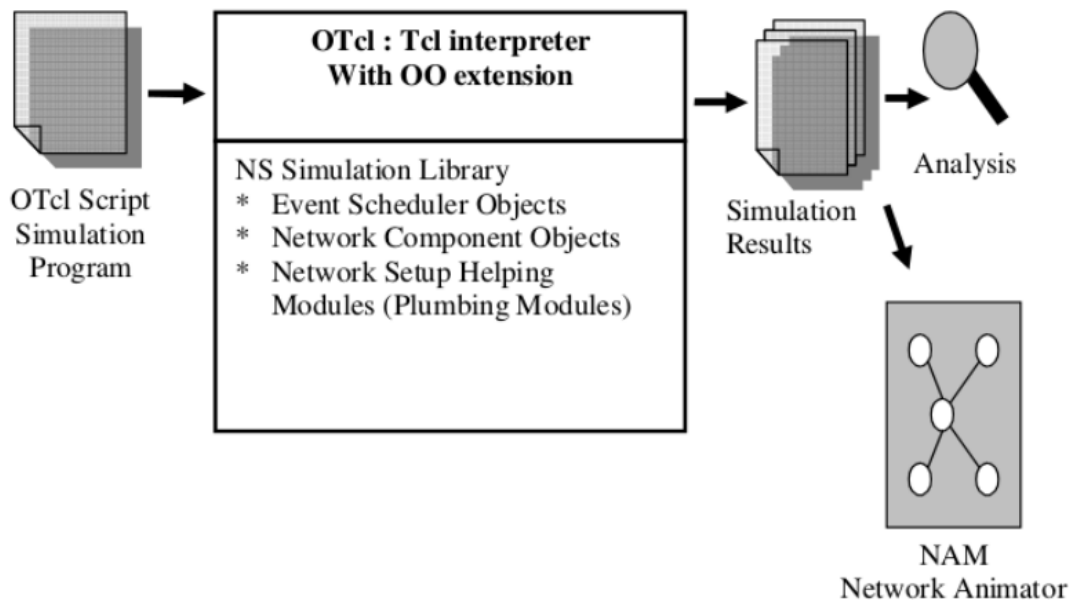 OTcl Script
Simulation
Program
OTcl : Tcl interpreter
With OO extension
NS Simulation Library
* Event Scheduler Objects
* Network Component Objects
* Network Setup Helping
Modules (Plumbing Modules)
Simulation
Results
Analysis
NAM
Network Animator